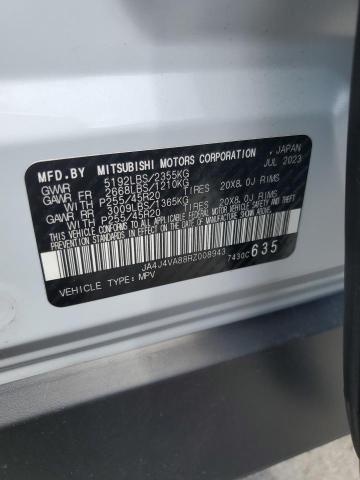 MFD.BY MITSUBISHI MOTORS CORPORATION , JAPAN
GVWR 5192LBS/2355KG JUL 2023
GAWR FR 2668LBS/1210KG
P255/45R20 TIRES 20X8.0J RIMS
GAWR RR 3009LBS/1365KG
P255/45R20 TIRES 20X8.0J RIMS
THIS VEHICLE CONFORMS TO ALL APPLICABLE FEDERAL MOTOR VEHICLE SAFETY AND THEFT PREVENTION STANDARDS IN EFFECT ON THE DATE OF MANUFACTURE SHOWN ABOVE.
JA4J4VA88RZ008943 7430C 635
VEHICLE TYPE: MPV